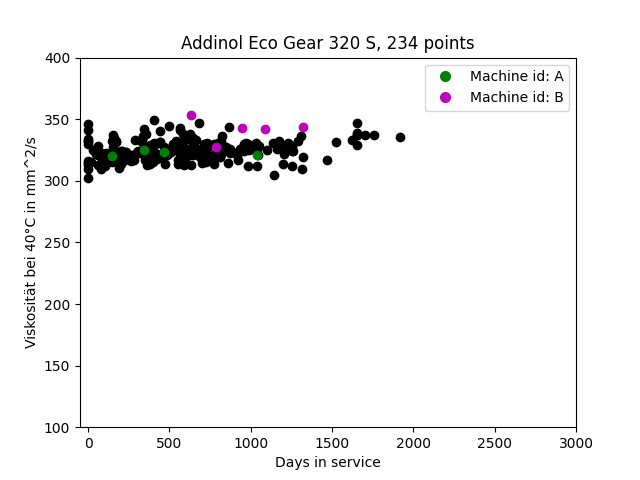 Addinol Eco Gear 320 S, 234 points
Machine id: A
Machine id: B
Viskosität bei 40°C in mm^2/s
400
350
300
250
200
150
100
0 500 1000 1500 2000 2500 3000
Days in service